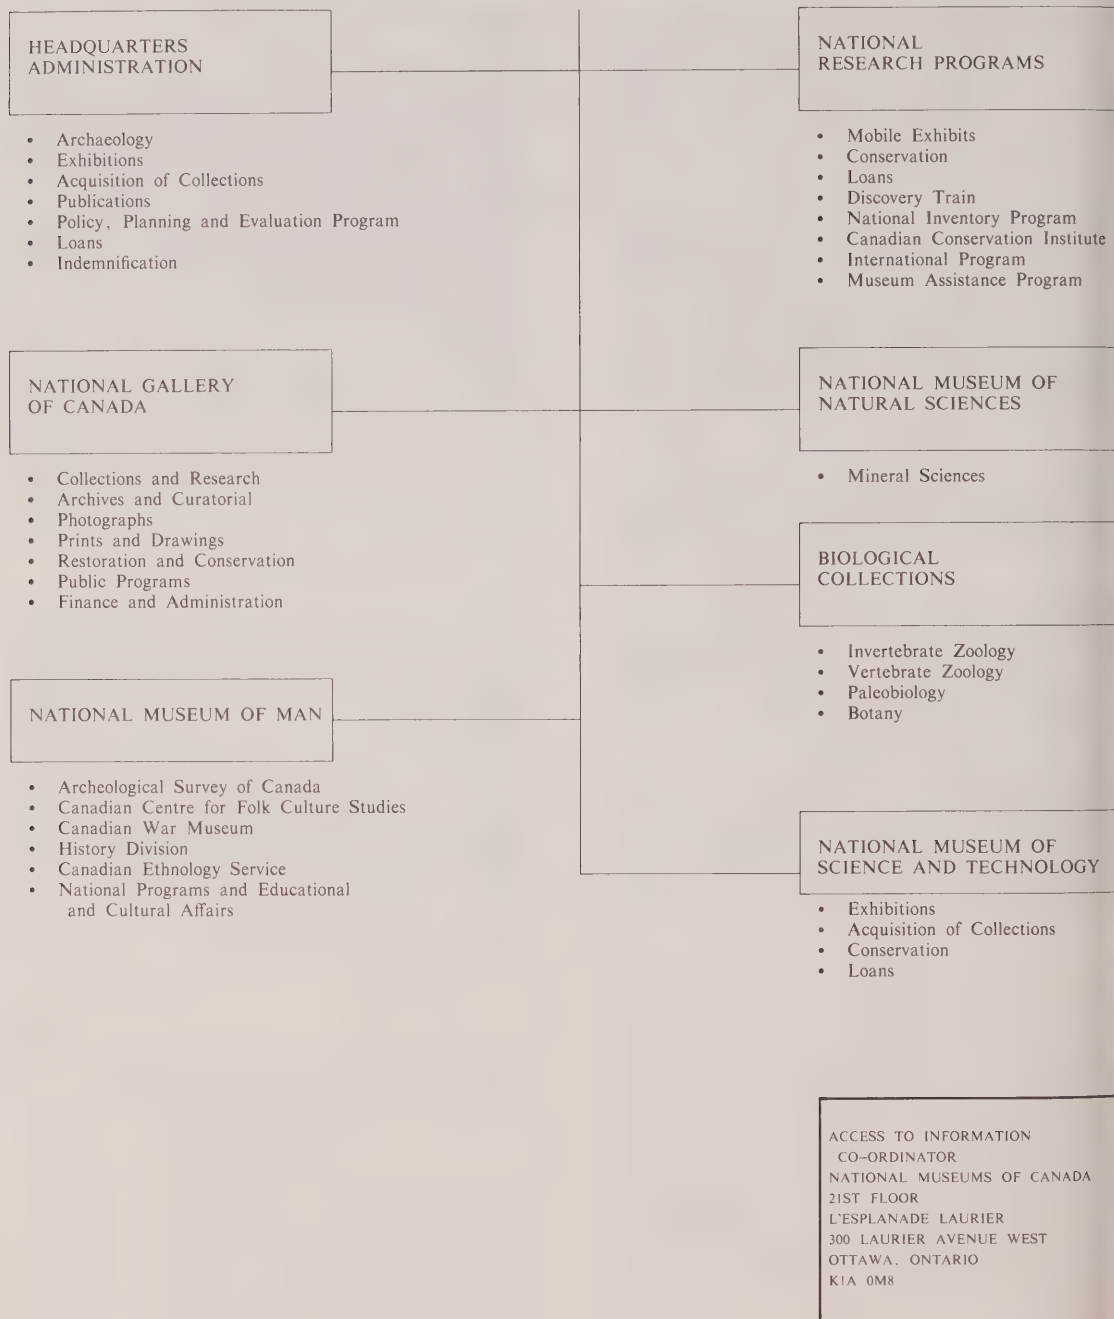 HEADQUARTERS
ADMINISTRATION
• Archaeology
• Exhibitions
• Acquisition of Collections
• Publications
• Policy, Planning and Evaluation Program
• Loans
• Indemnification
NATIONAL GALLERY
OF CANADA
• Collections and Research
• Archives and Curatorial
• Photographs
• Prints and Drawings
• Restoration and Conservation
• Public Programs
• Finance and Administration
NATIONAL MUSEUM OF MAN
• Archeological Survey of Canada
• Canadian Centre for Folk Culture Studies
• Canadian War Museum
• History Division
• Canadian Ethnology Service
• National Programs and Educational
and Cultural Affairs
NATIONAL
RESEARCH PROGRAMS
• Mobile Exhibits
• Conservation
• Loans
• Discovery Train
• National Inventory Program
• Canadian Conservation Institute
• International Program
• Museum Assistance Program
NATIONAL MUSEUM OF
NATURAL SCIENCES
• Mineral Sciences
BIOLOGICAL
COLLECTIONS
• Invertebrate Zoology
• Vertebrate Zoology
• Paleobiology
• Botany
NATIONAL MUSEUM OF
SCIENCE AND TECHNOLOGY
• Exhibitions
• Acquisition of Collections
• Conservation
• Loans
ACCESS TO INFORMATION
CO-ORDINATOR
NATIONAL MUSEUMS OF CANADA
21ST FLOOR
L'ESPLANADE LAURIER
300 LAURIER AVENUE WEST
OTTAWA, ONTARIO
K1A 0M8